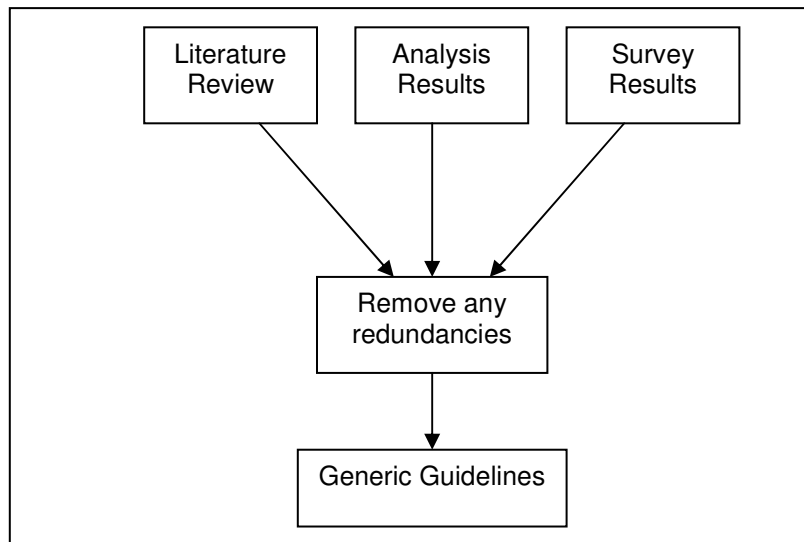 Literature
Review
Analysis
Results
Survey
Results
Remove any
redundancies
Generic Guidelines